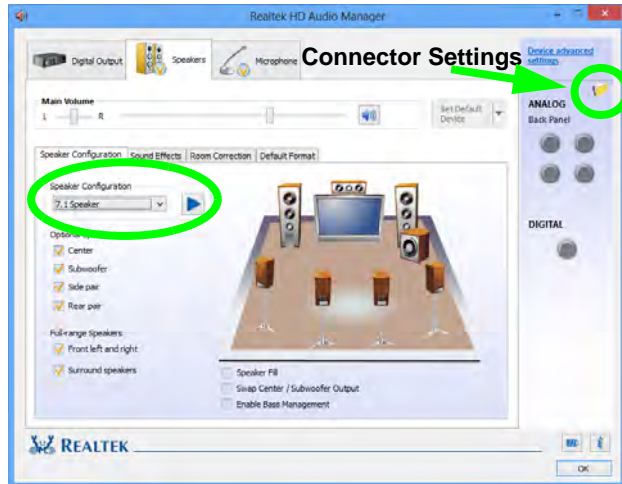 Realtek HD Audio Manager
Digital Output
Speakers
Microphone
Connector Settings
Device advanced
settings
Main Volume
L
R
Set Default
Device
ANALOG
Back Panel
Speaker Configuration
Sound Effects
Room Correction
Default Format
Speaker Configuration
7.1 Speaker
Center
Subwoofer
Side pair
Rear pair
Full-range Speakers
Front left and right
Surround speakers
Speaker Fill
Swap Center / Subwoofer Output
Enable Bass Management
DIGITAL
REALTEK
OK